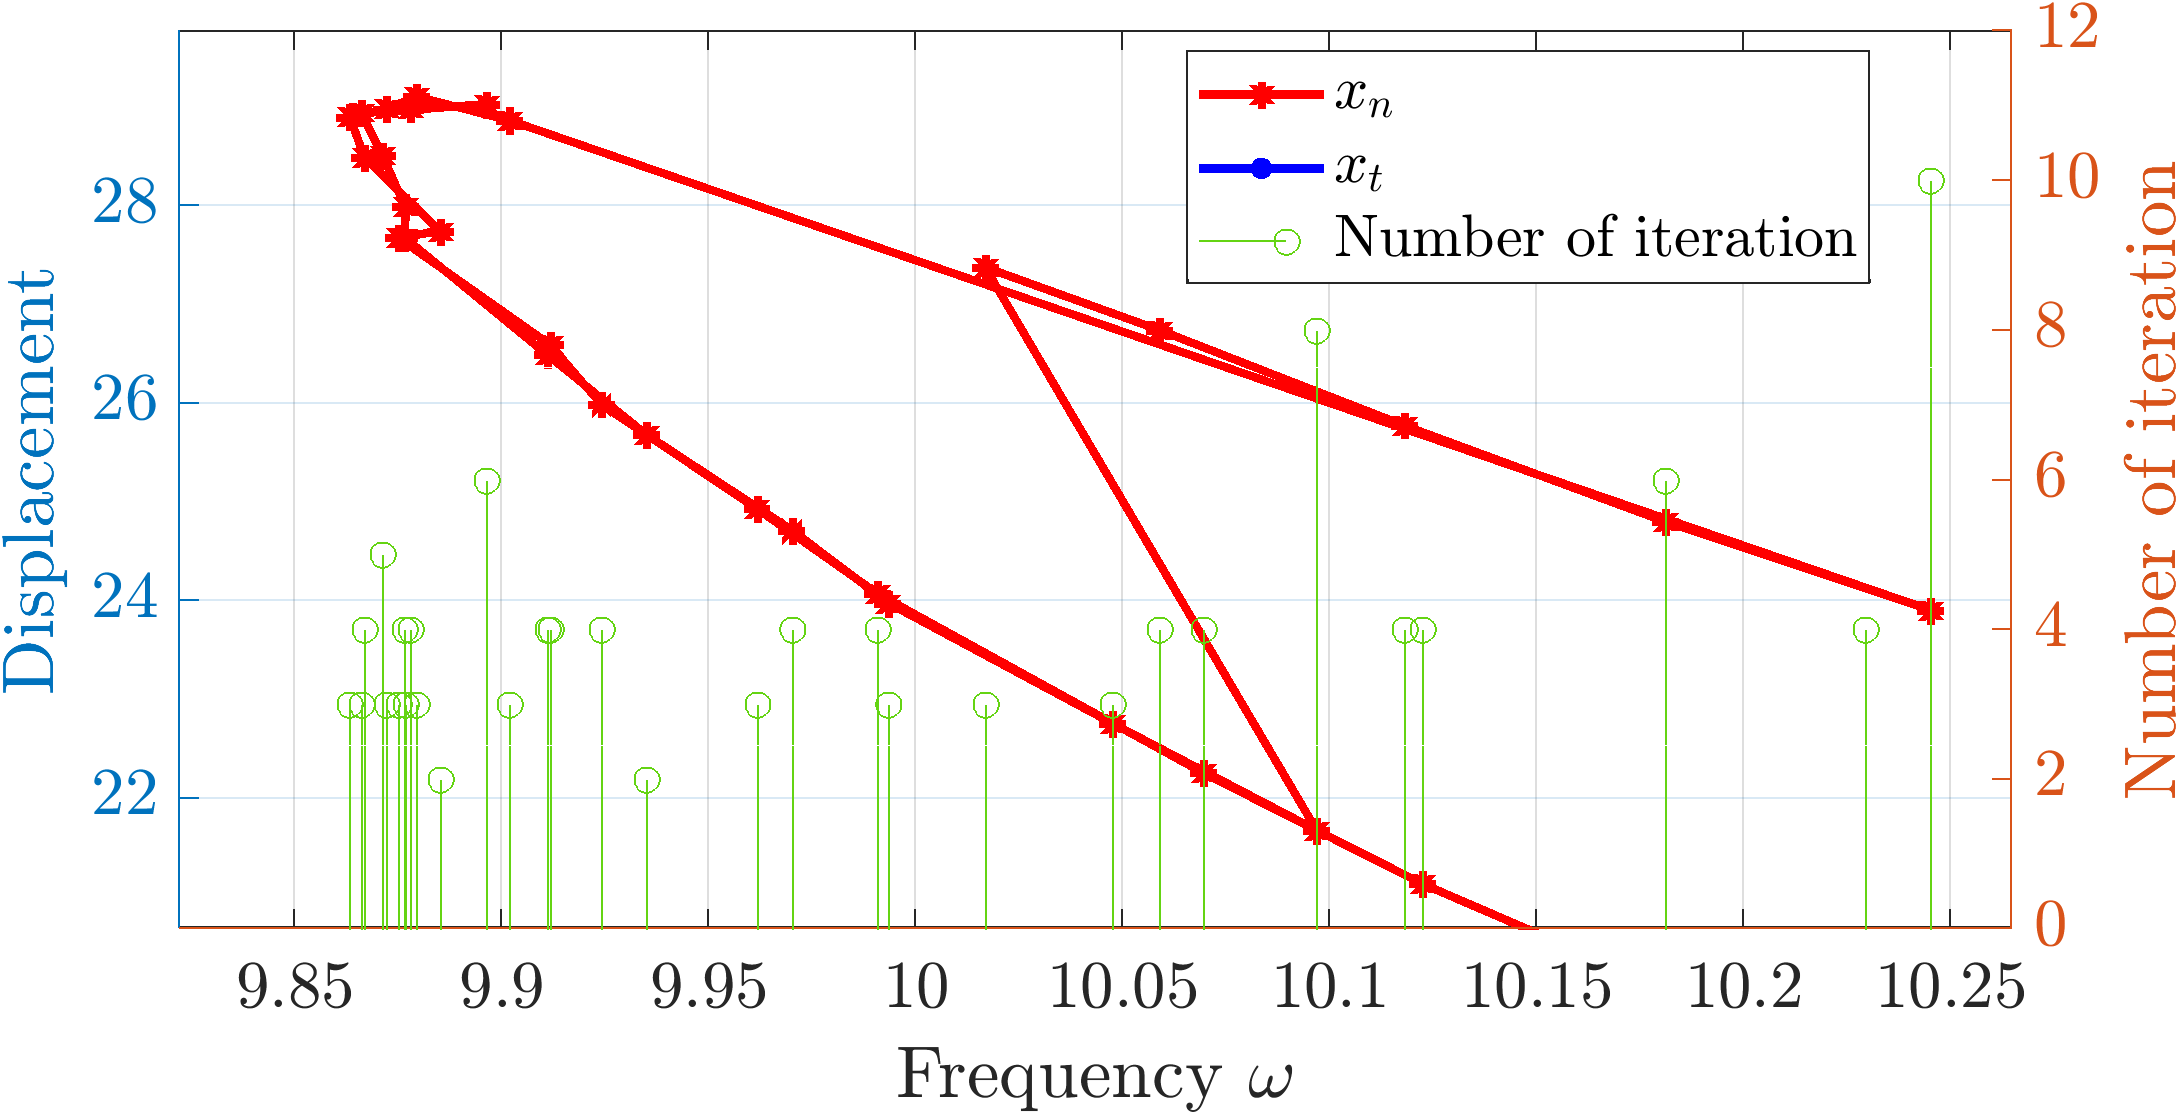 Displacement
28
26
24
22
12
10
8
6
4
2
0
Number of iteration
x_n
x_t
Number of iteration
9.85 9.9 9.95 10 10.05 10.1 10.15 10.2 10.25
Frequency ω